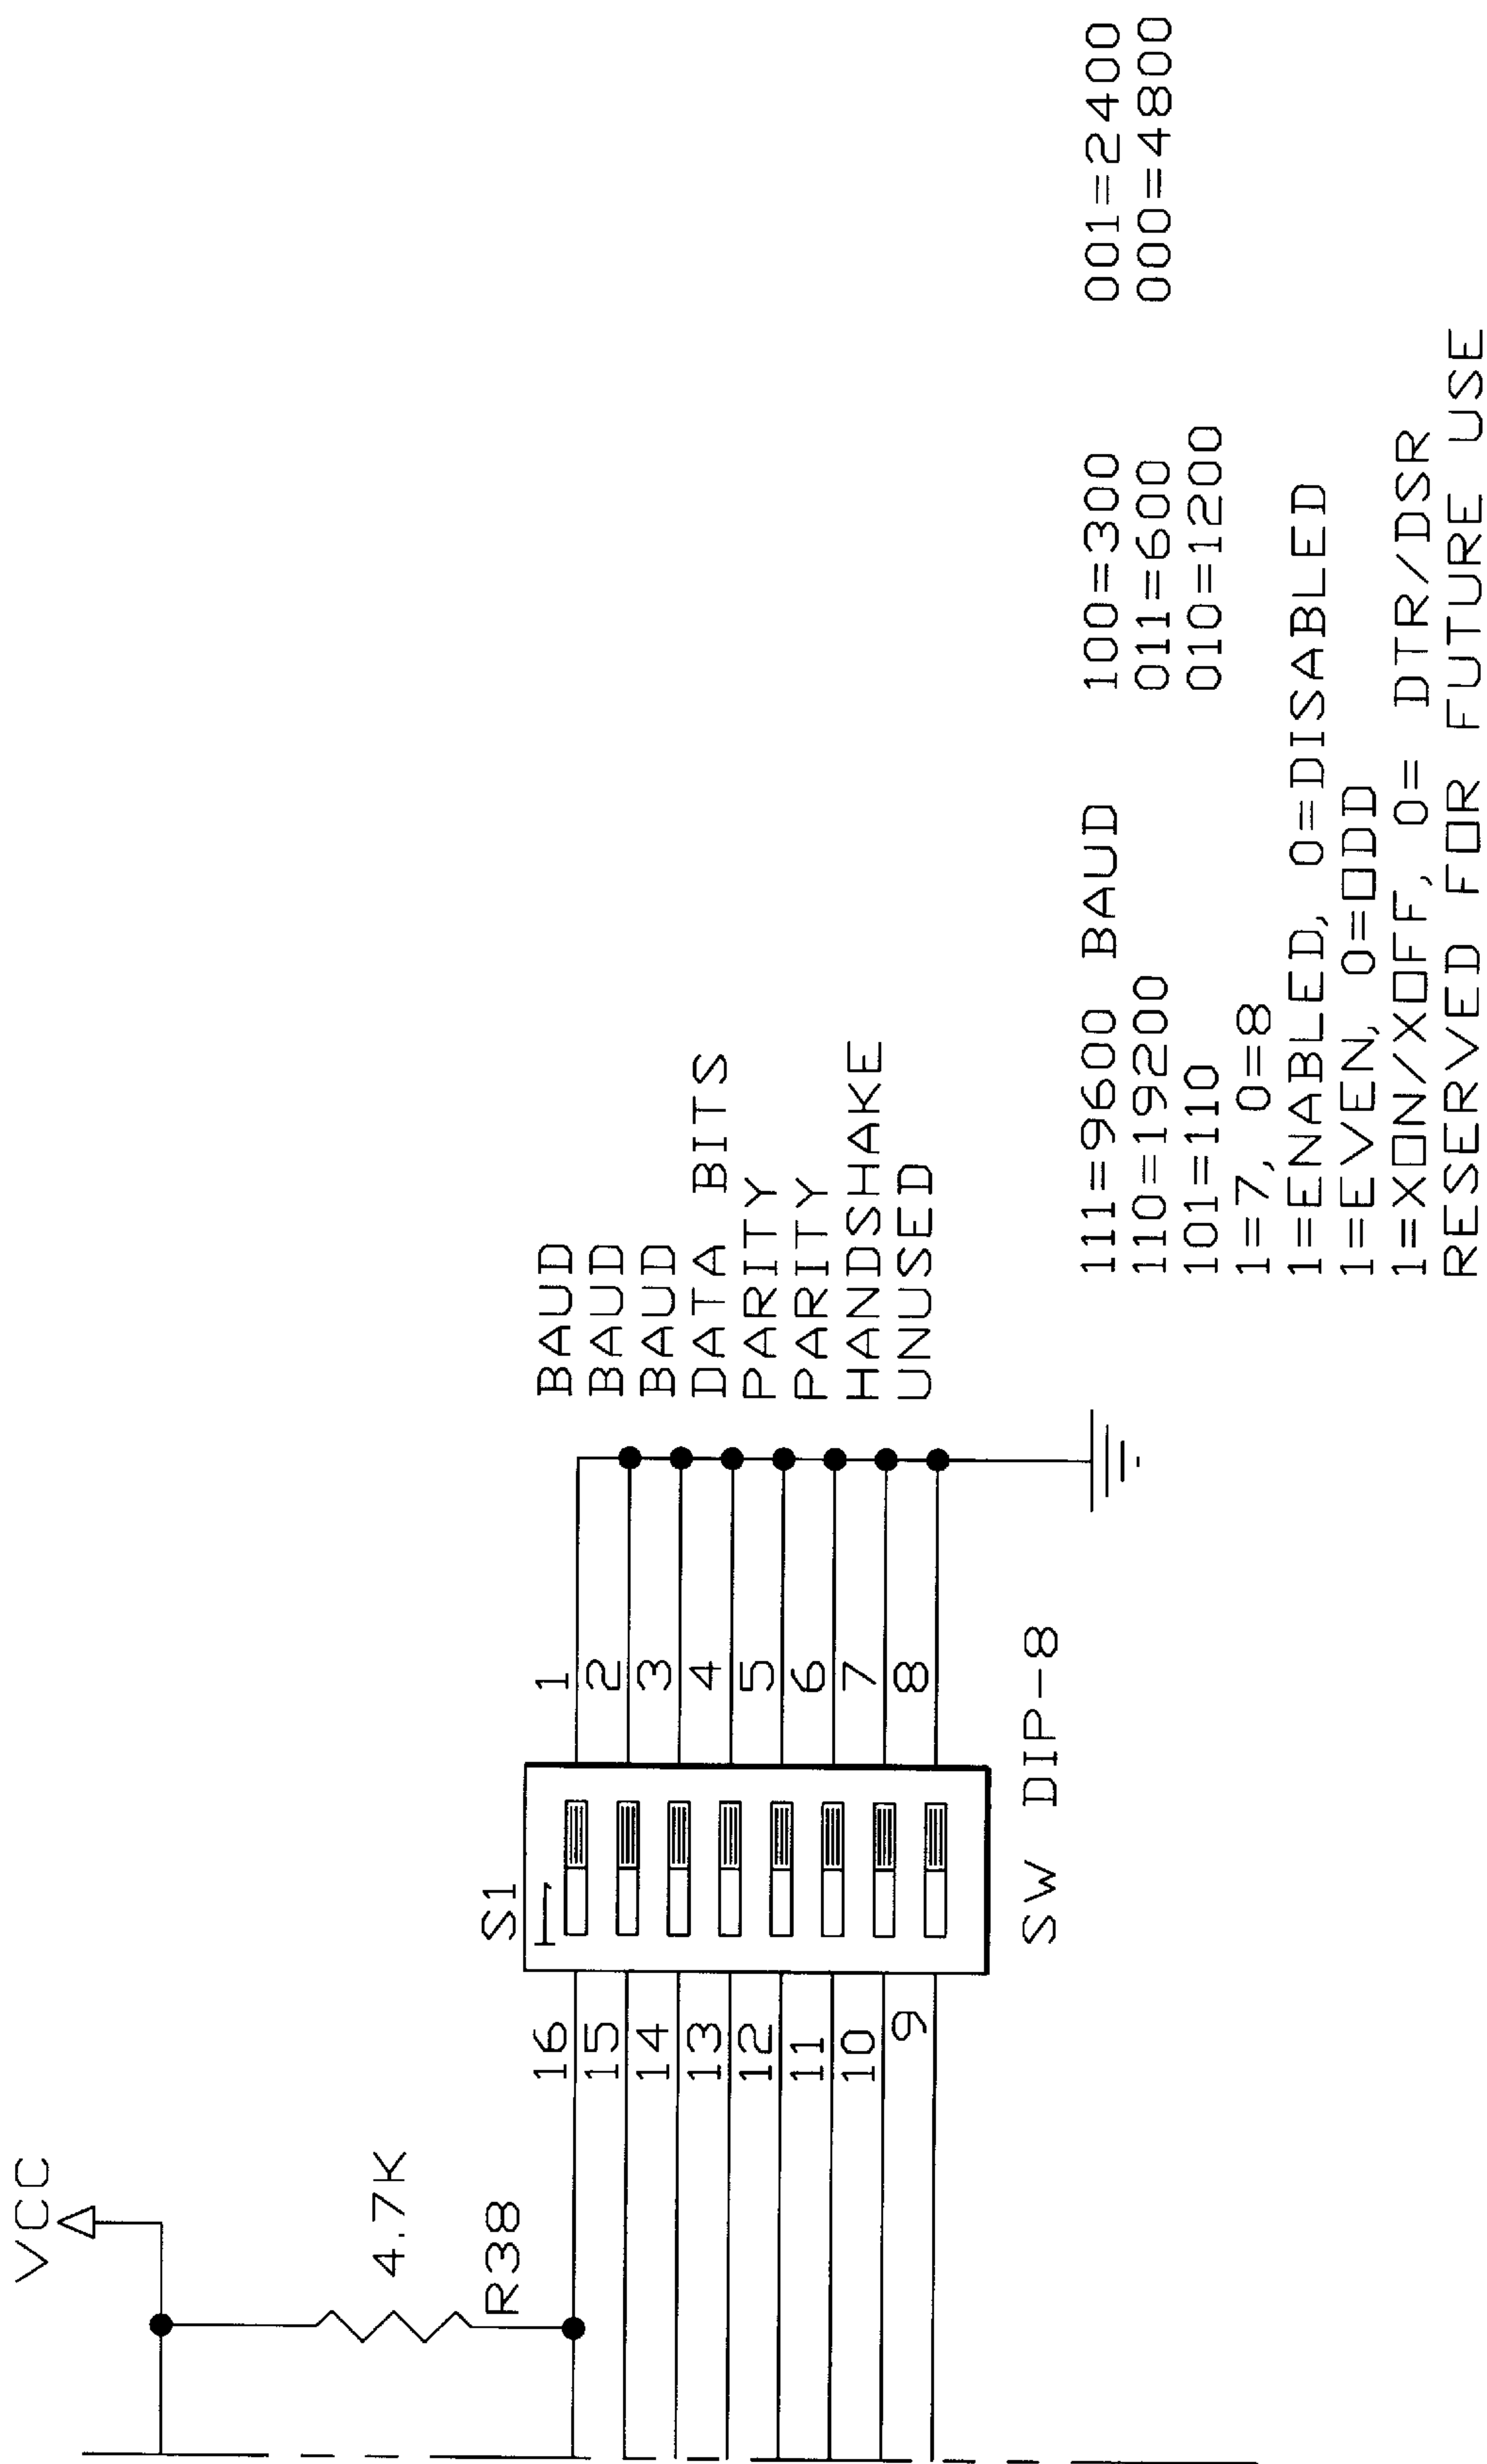 VCC
4.7K
R38
S1
16
15
14
13
12
11
10
9
1
2
3
4
5
6
7
8
SW DIP-8
BAUD
BAUD
BAUD
DATA BITS
PARITY
PARITY
HANDSHAKE
UNUSED
111=9600 BAUD 100=300 001=2400
110=19200 011=600 000=4800
101=110 010=1200
1=7, 0=8
1=ENABLED, 0=DISABLED
1=EVEN, 0=ODD
1=XON/XOFF, 0= DTR/DSR
RESERVED FOR FUTURE USE